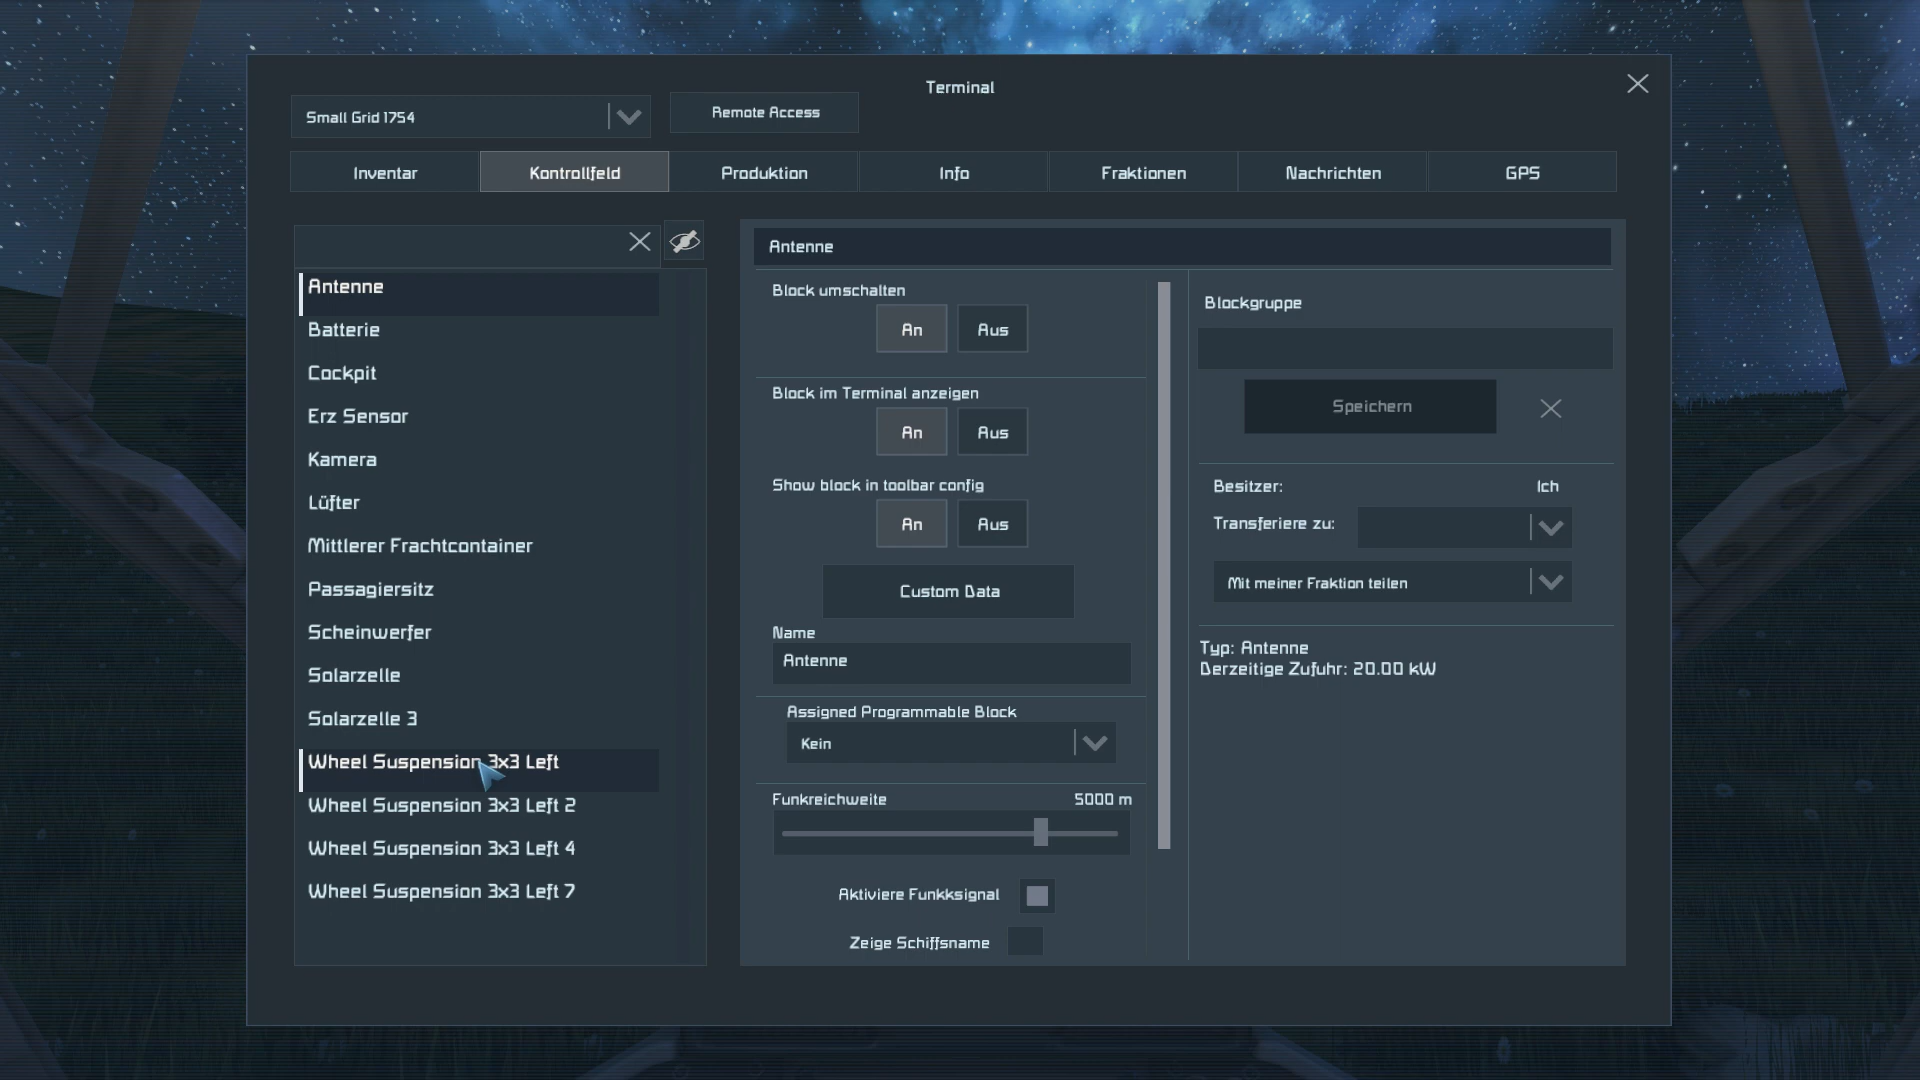 Terminal
Small Grid 1754
Remote Access
Inventar
Kontrollfeld
Produktion
Info
Fraktionen
Nachrichten
GPS
Antenne
Batterie
Cockpit
Erz Sensor
Kamera
Lüfter
Mittlerer Frachtcontainer
Passagiersitz
Scheinwerfer
Solarzelle
Solarzelle 3
Wheel Suspension 3x3 Left
Wheel Suspension 3x3 Left 2
Wheel Suspension 3x3 Left 4
Wheel Suspension 3x3 Left 7
Antenne
Block umschalten
An Aus
Block im Terminal anzeigen
An Aus
Show block in toolbar config
An Aus
Custom Data
Name
Antenne
Assigned Programmable Block
Kein
Funkreichweite 5000 m
Aktiviere Funkksignal
Zeige Schiffsname
Blockgruppe
Speichern
Besitzer: Ich
Transferiere zu:
Mit meiner Fraktion teilen
Typ: Antenne
Derzeitige Zufuhr: 20.00 kW